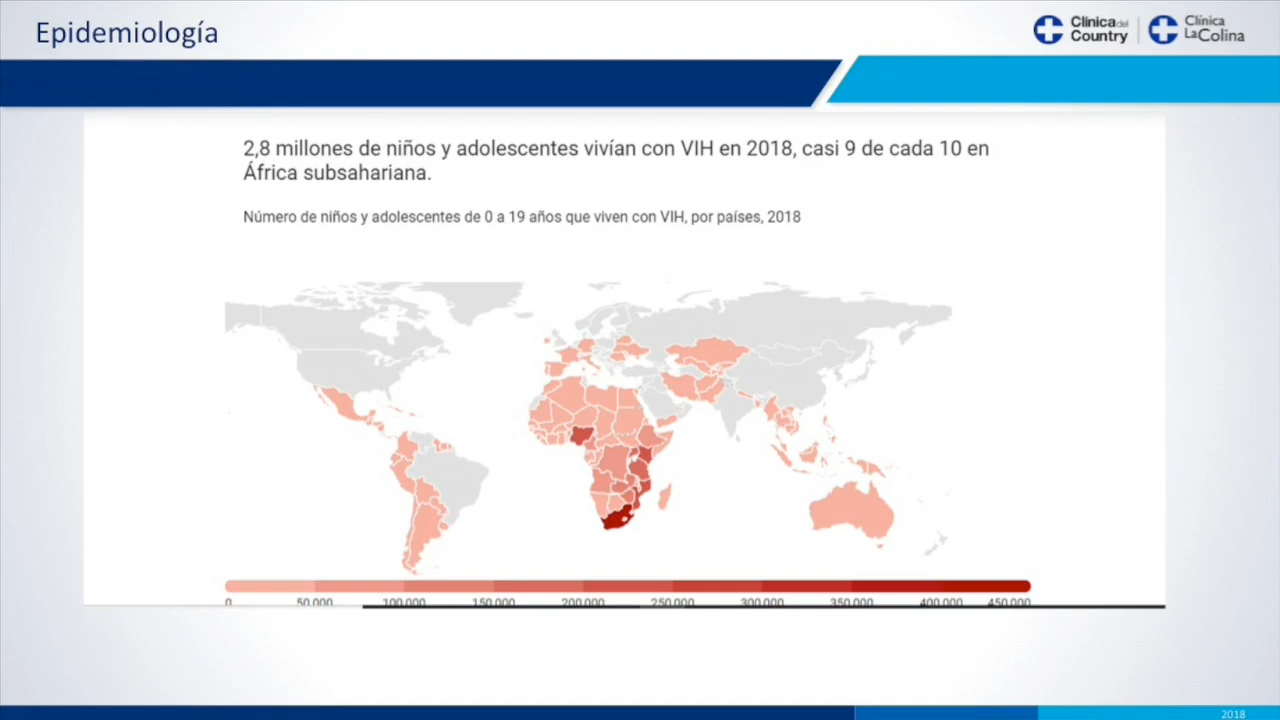 Epidemiología
Clínica del
Country
Clínica
La Colina
2,8 millones de niños y adolescentes vivían con VIH en 2018, casi 9 de cada 10 en
África subsahariana.
Número de niños y adolescentes de 0 a 19 años que viven con VIH, por países, 2018
0 50.000 100.000 150.000 200.000 250.000 300.000 350.000 400.000 450.000
2018